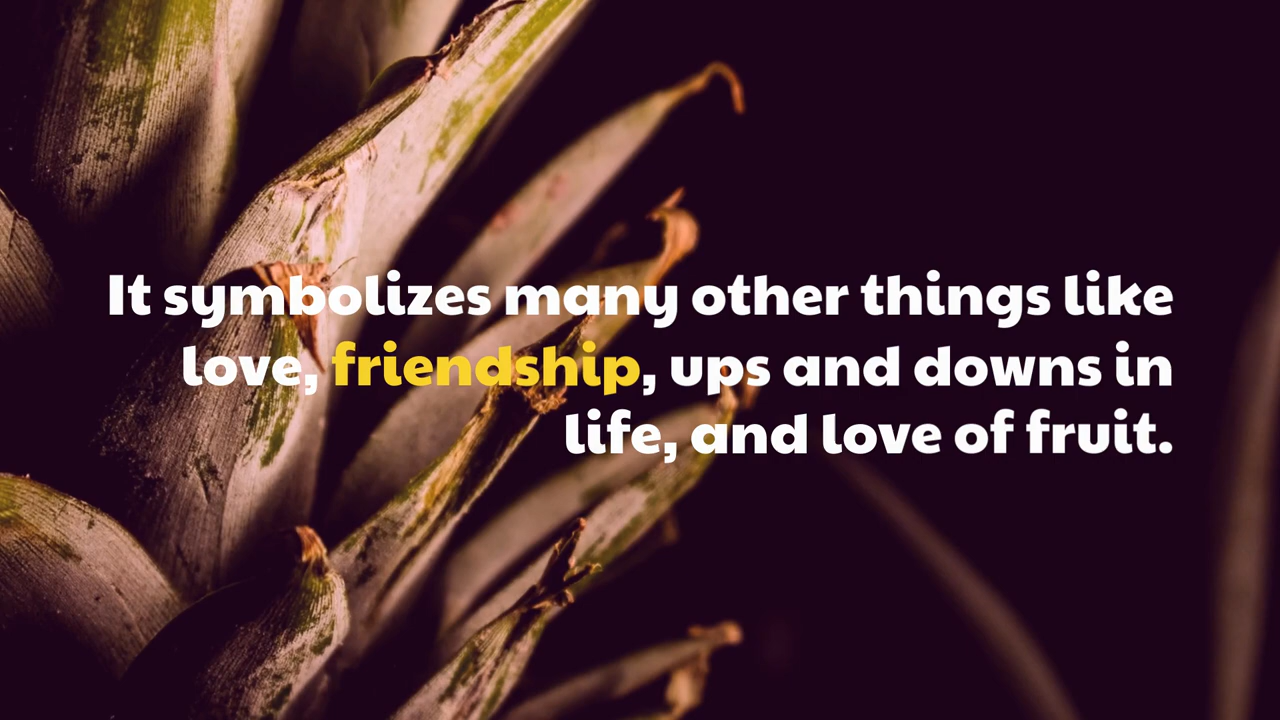 It symbolizes many other things like
love, friendship, ups and downs in
life, and love of fruit.